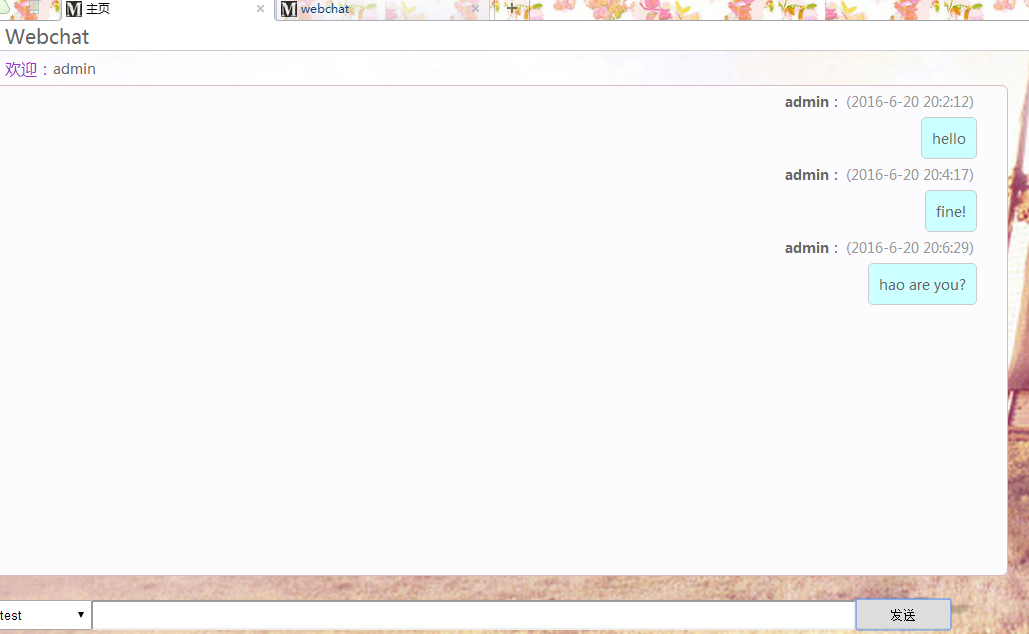 主页 × webchat × +
Webchat
欢迎：admin
admin： (2016-6-20 20:2:12)
hello
admin： (2016-6-20 20:4:17)
fine!
admin： (2016-6-20 20:6:29)
hao are you?
test 发送